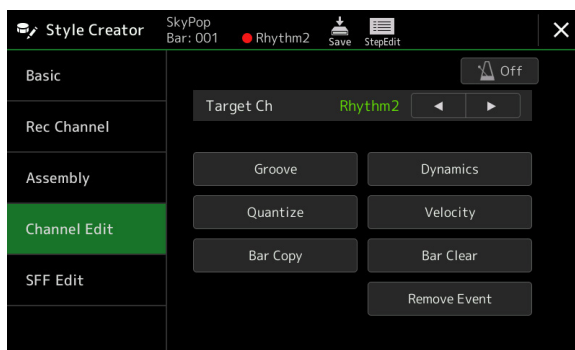 Style Creator
SkyPop
Bar: 001
Rhythm2
Save
StepEdit
Basic
Off
Target Ch Rhythm2
Rec Channel
Assembly
Groove Dynamics
Channel Edit
Quantize Velocity
Bar Copy Bar Clear
SFF Edit
Remove Event